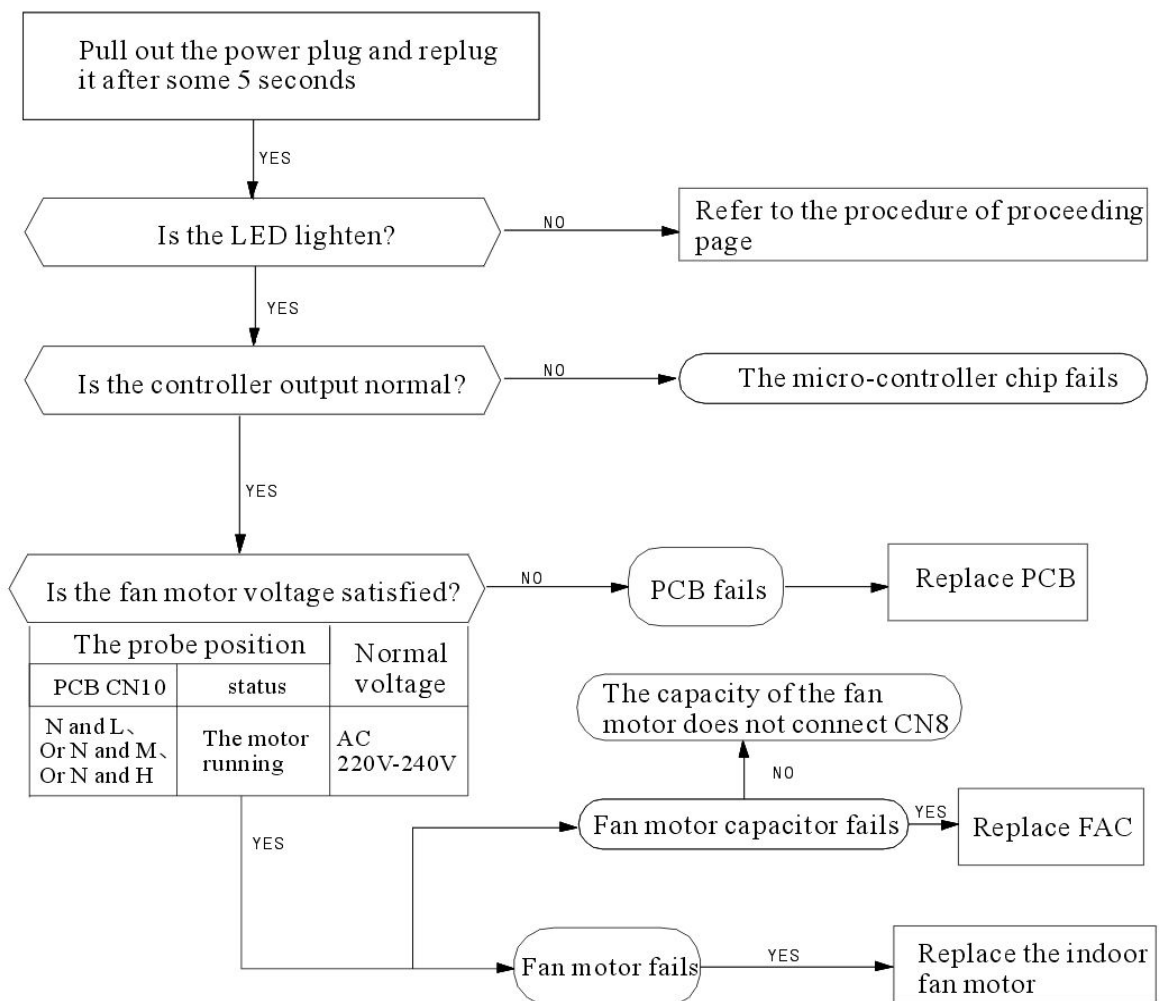 Pull out the power plug and replug
it after some 5 seconds
YES
Is the LED lighten?
NO
Refer to the procedure of proceeding
page
YES
Is the controller output normal?
NO
The micro-controller chip fails
YES
Is the fan motor voltage satisfied?
NO
PCB fails
Replace PCB
The probe position
Normal
voltage
PCB CN10
status
N and L、
Or N and M、
Or N and H
The motor
running
AC
220V-240V
The capacity of the fan
motor does not connect CN8
NO
YES
Fan motor capacitor fails
YES
Replace FAC
Fan motor fails
YES
Replace the indoor
fan motor